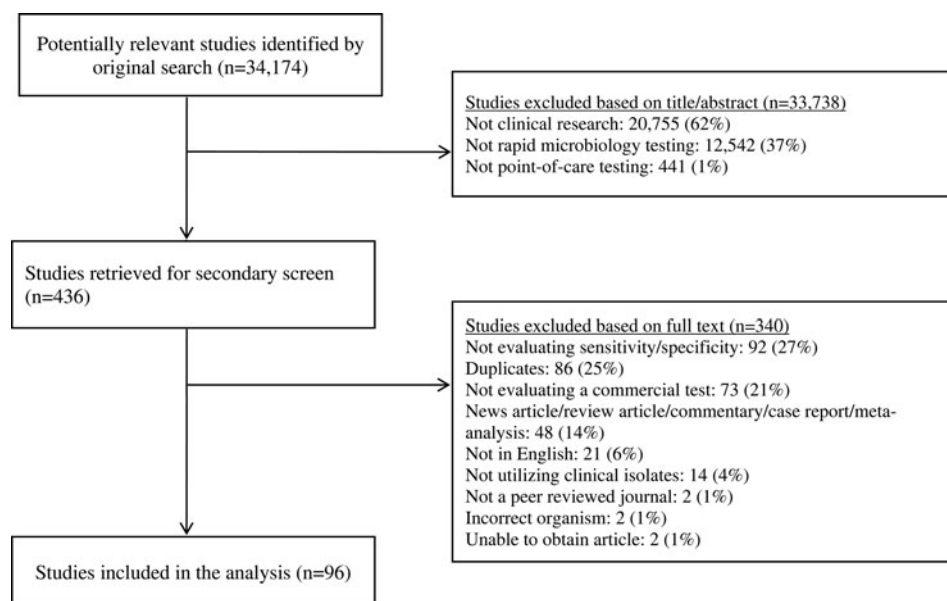 Potentially relevant studies identified by
original search (n=34,174)
Studies excluded based on title/abstract (n=33,738)
Not clinical research: 20,755 (62%)
Not rapid microbiology testing: 12,542 (37%)
Not point-of-care testing: 441 (1%)
Studies retrieved for secondary screen
(n=436)
Studies excluded based on full text (n=340)
Not evaluating sensitivity/specificity: 92 (27%)
Duplicates: 86 (25%)
Not evaluating a commercial test: 73 (21%)
News article/review article/commentary/case report/meta-
analysis: 48 (14%)
Not in English: 21 (6%)
Not utilizing clinical isolates: 14 (4%)
Not a peer reviewed journal: 2 (1%)
Incorrect organism: 2 (1%)
Unable to obtain article: 2 (1%)
Studies included in the analysis (n=96)